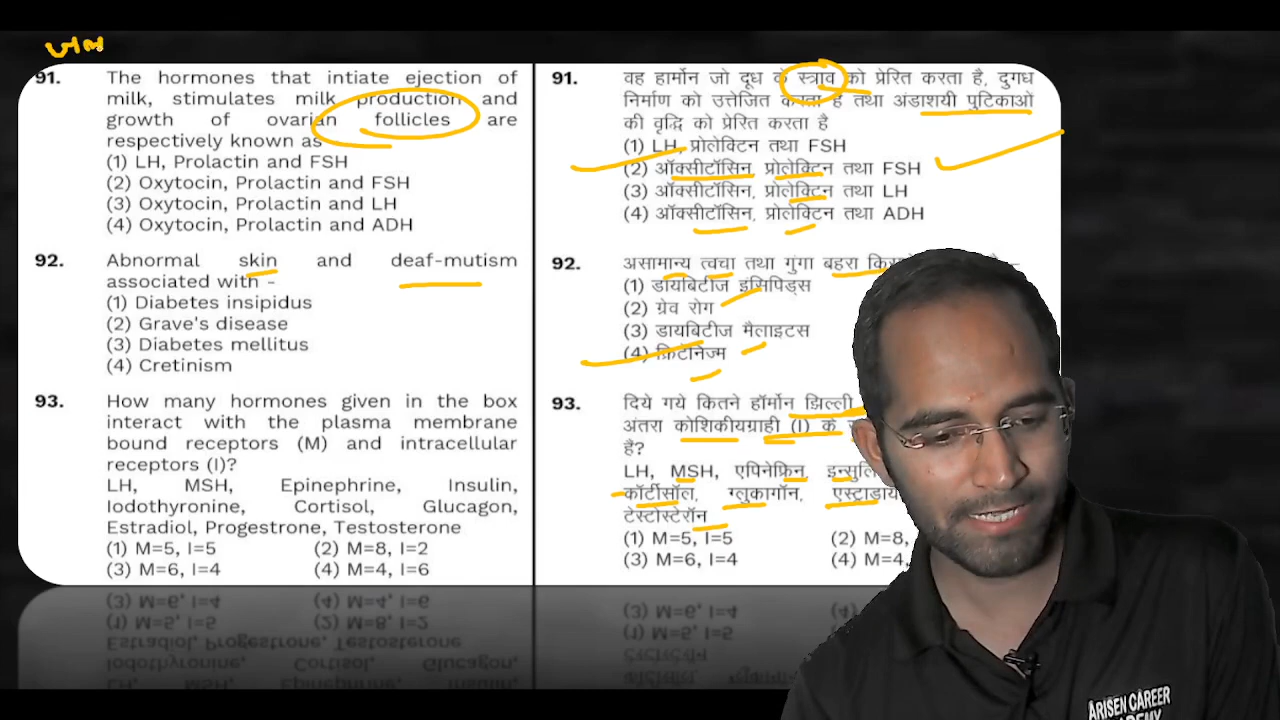 91. The hormones that intiate ejection of
milk, stimulates milk production and
growth of ovarian follicles are
respectively known as
(1) LH, Prolactin and FSH
(2) Oxytocin, Prolactin and FSH
(3) Oxytocin, Prolactin and LH
(4) Oxytocin, Prolactin and ADH
92. Abnormal skin and deaf-mutism
associated with -
(1) Diabetes insipidus
(2) Grave's disease
(3) Diabetes mellitus
(4) Cretinism
93. How many hormones given in the box
interact with the plasma membrane
bound receptors (M) and intracellular
receptors (I)?
LH, MSH, Epinephrine, Insulin,
Iodothyronine, Cortisol, Glucagon,
Estradiol, Progestrone, Testosterone
(1) M=5, I=5 (2) M=8, I=2
(3) M=6, I=4 (4) M=4, I=6
91. वह हार्मोन जो दूध के स्त्राव को प्रेरित करता है, दुगध
निर्माण को उत्तेजित करता है तथा अंडाशयी पुटिकाओं
की वृद्वि को प्रेरित करता है
(1) LH, प्रोलेक्टिन तथा FSH
(2) ऑक्सीटॉसिन, प्रोलेक्टिन तथा FSH
(3) ऑक्सीटॉसिन, प्रोलेक्टिन तथा LH
(4) ऑक्सीटॉसिन, प्रोलेक्टिन तथा ADH
92. असामान्य त्वचा तथा गुंगा बहरा
(1) डायबिटीज इंसिपिड्स
(2) ग्रेव रोग
(3) डायबिटीज मैलाइटस
(4) क्रिटीनिज्म
93. दिये गये कितने हॉर्मोन झिल्ली
अंतरा कोशिकीयग्राही (I) के
हैं?
LH, MSH, एपिनेफ्रिन,
कॉर्टीसॉल, ग्लुकागॉन,
टेस्टोस्टेरॉन
(1) M=5, I=5 (2) M=8,
(3) M=6, I=4 (4) M=4,
ARISEN CAREER